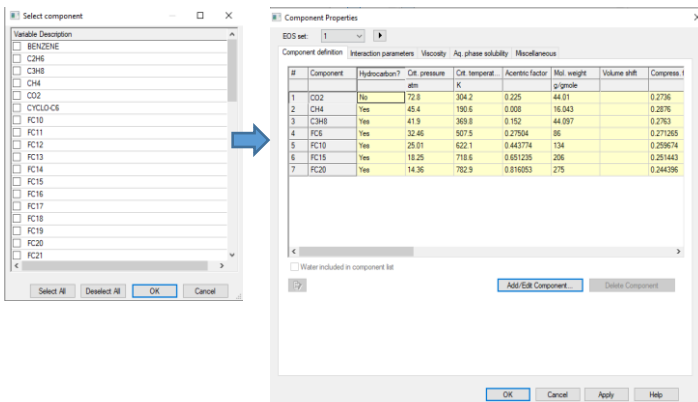 Select component
Variable Description
BENZENE
C2H6
C3H8
CH4
CO2
CYCLO-C6
FC10
FC11
FC12
FC13
FC14
FC15
FC16
FC17
FC18
FC19
FC20
FC21
Select All Deselect All OK Cancel
Component Properties
EOS set: 1
Component definition Interaction parameters Viscosity Aq. phase solubility Miscellaneous
# Component Hydrocarbon? Crit. pressure Crit. temperat... Acentric factor Mol. weight Volume shift Compress. f
atm K g/gmole
1 CO2 No 72.8 304.2 0.225 44.01 0.2736
2 CH4 Yes 45.4 190.6 0.008 16.043 0.2876
3 C3H8 Yes 41.9 369.8 0.152 44.097 0.2763
4 FC6 Yes 32.46 507.5 0.27504 86 0.271265
5 FC10 Yes 25.01 622.1 0.443774 134 0.259674
6 FC15 Yes 18.25 718.6 0.651235 206 0.251443
7 FC20 Yes 14.36 782.9 0.816053 275 0.244396
Water included in component list
Add/Edit Component... Delete Component
OK Cancel Apply Help